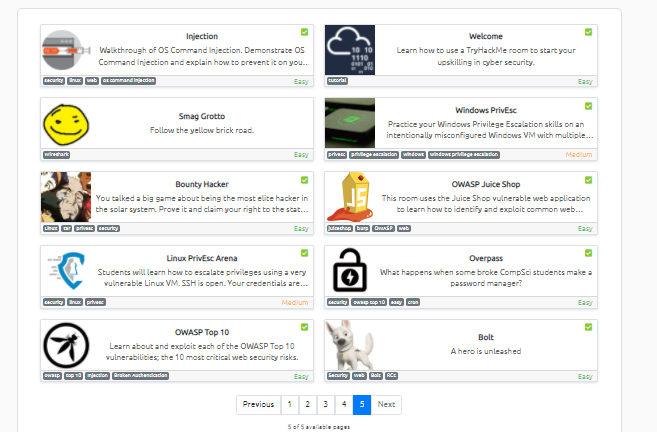 Injection
Walkthrough of OS Command Injection. Demonstrate OS
Command Injection and explain how to prevent it on you...
security linux web os command injection
Easy
Welcome
Learn how to use a TryHackMe room to start your
upskilling in cyber security.
tutorial
Easy
Smag Grotto
Follow the yellow brick road.
wireshark
Easy
Windows PrivEsc
Practice your Windows Privilege Escalation skills on an
intentionally misconfigured Windows VM with multiple...
privesc privilege escalation windows windows privilege escalation
Medium
Bounty Hacker
You talked a big game about being the most elite hacker in
the solar system. Prove it and claim your right to the stat...
Linux tar privesc security
Easy
JS
OWASP Juice Shop
This room uses the Juice Shop vulnerable web application
to learn how to identify and exploit common web...
juiceshop burp OWASP web
Easy
Linux PrivEsc Arena
Students will learn how to escalate privileges using a very
vulnerable Linux VM. SSH is open. Your credentials are...
security linux privesc
Medium
Overpass
What happens when some broke CompSci students make a
password manager?
security owasp top 10 easy cron
Easy
OWASP Top 10
Learn about and exploit each of the OWASP Top 10
vulnerabilities; the 10 most critical web security risks.
owasp top 10 injection Broken Authentication
Easy
Bolt
A hero is unleashed
Security web Bolt RCE
Easy
Previous 1 2 3 4 5 Next
5 of 5 available pages